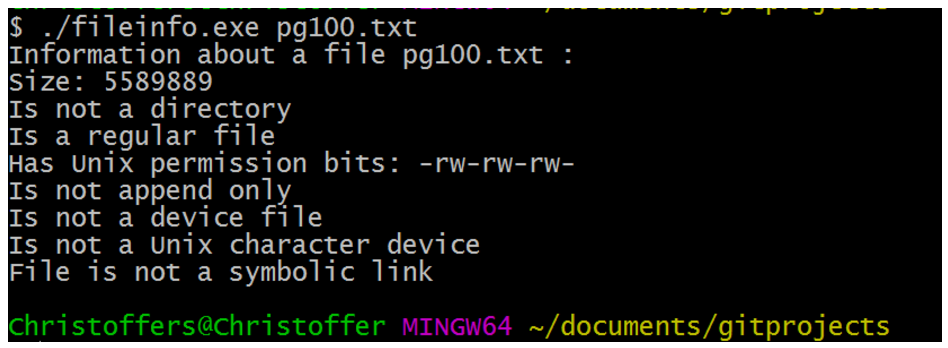 $ ./fileinfo.exe pg100.txt
Information about a file pg100.txt :
Size: 5589889
Is not a directory
Is a regular file
Has Unix permission bits: -rw-rw-rw-
Is not append only
Is not a device file
Is not a Unix character device
File is not a symbolic link
Christoffers@Christoffer MINGW64 ~/documents/gitprojects